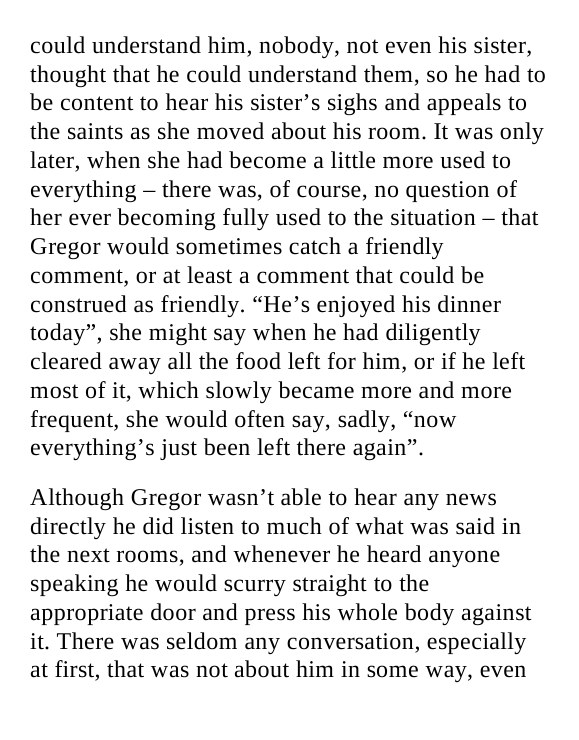 could understand him, nobody, not even his sister,
thought that he could understand them, so he had to
be content to hear his sister’s sighs and appeals to
the saints as she moved about his room. It was only
later, when she had become a little more used to
everything – there was, of course, no question of
her ever becoming fully used to the situation – that
Gregor would sometimes catch a friendly
comment, or at least a comment that could be
construed as friendly. “He’s enjoyed his dinner
today”, she might say when he had diligently
cleared away all the food left for him, or if he left
most of it, which slowly became more and more
frequent, she would often say, sadly, “now
everything’s just been left there again”.
Although Gregor wasn’t able to hear any news
directly he did listen to much of what was said in
the next rooms, and whenever he heard anyone
speaking he would scurry straight to the
appropriate door and press his whole body against
it. There was seldom any conversation, especially
at first, that was not about him in some way, even